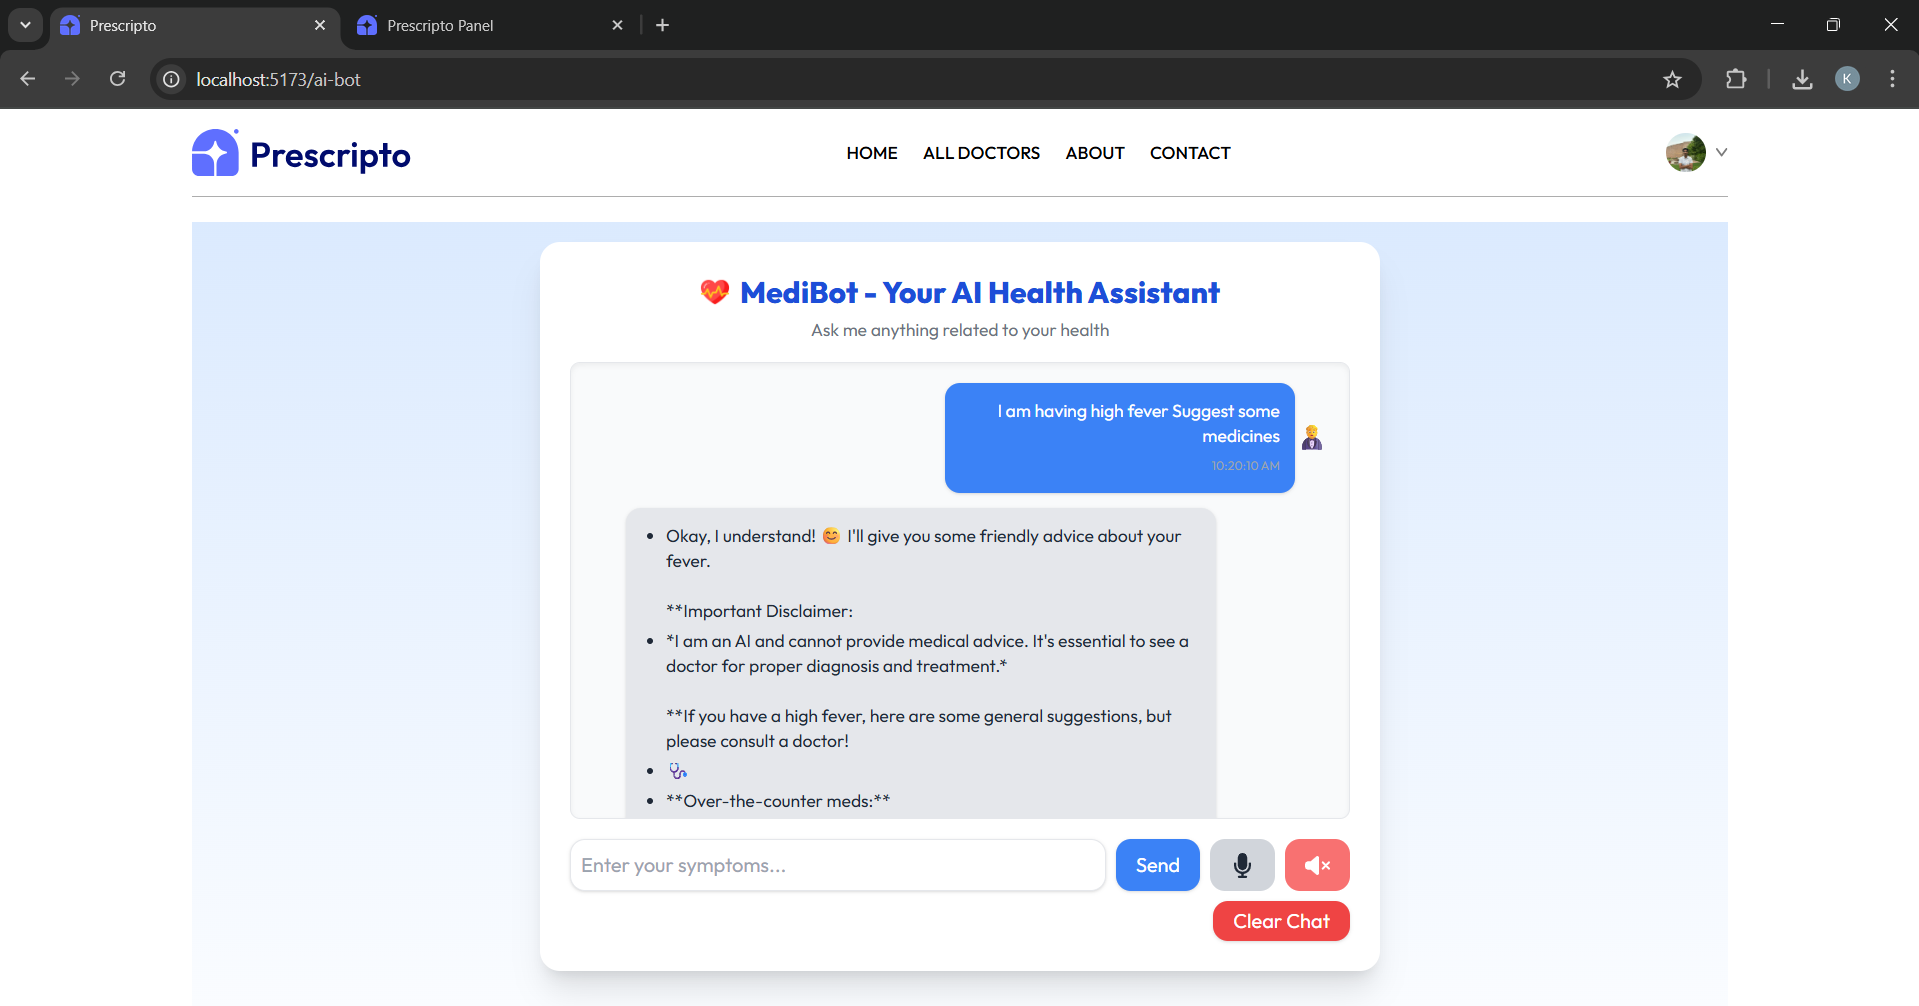 Prescripto
Prescripto Panel
localhost:5173/ai-bot
K
Prescripto
HOME
ALL DOCTORS
ABOUT
CONTACT
MediBot - Your AI Health Assistant
Ask me anything related to your health
I am having high fever Suggest some
medicines
10:20:10 AM
Okay, I understand! 😊 I'll give you some friendly advice about your
fever.
**Important Disclaimer:
*I am an AI and cannot provide medical advice. It's essential to see a
doctor for proper diagnosis and treatment.*
**If you have a high fever, here are some general suggestions, but
please consult a doctor!
🩺
**Over-the-counter meds:**
Enter your symptoms...
Send
Clear Chat